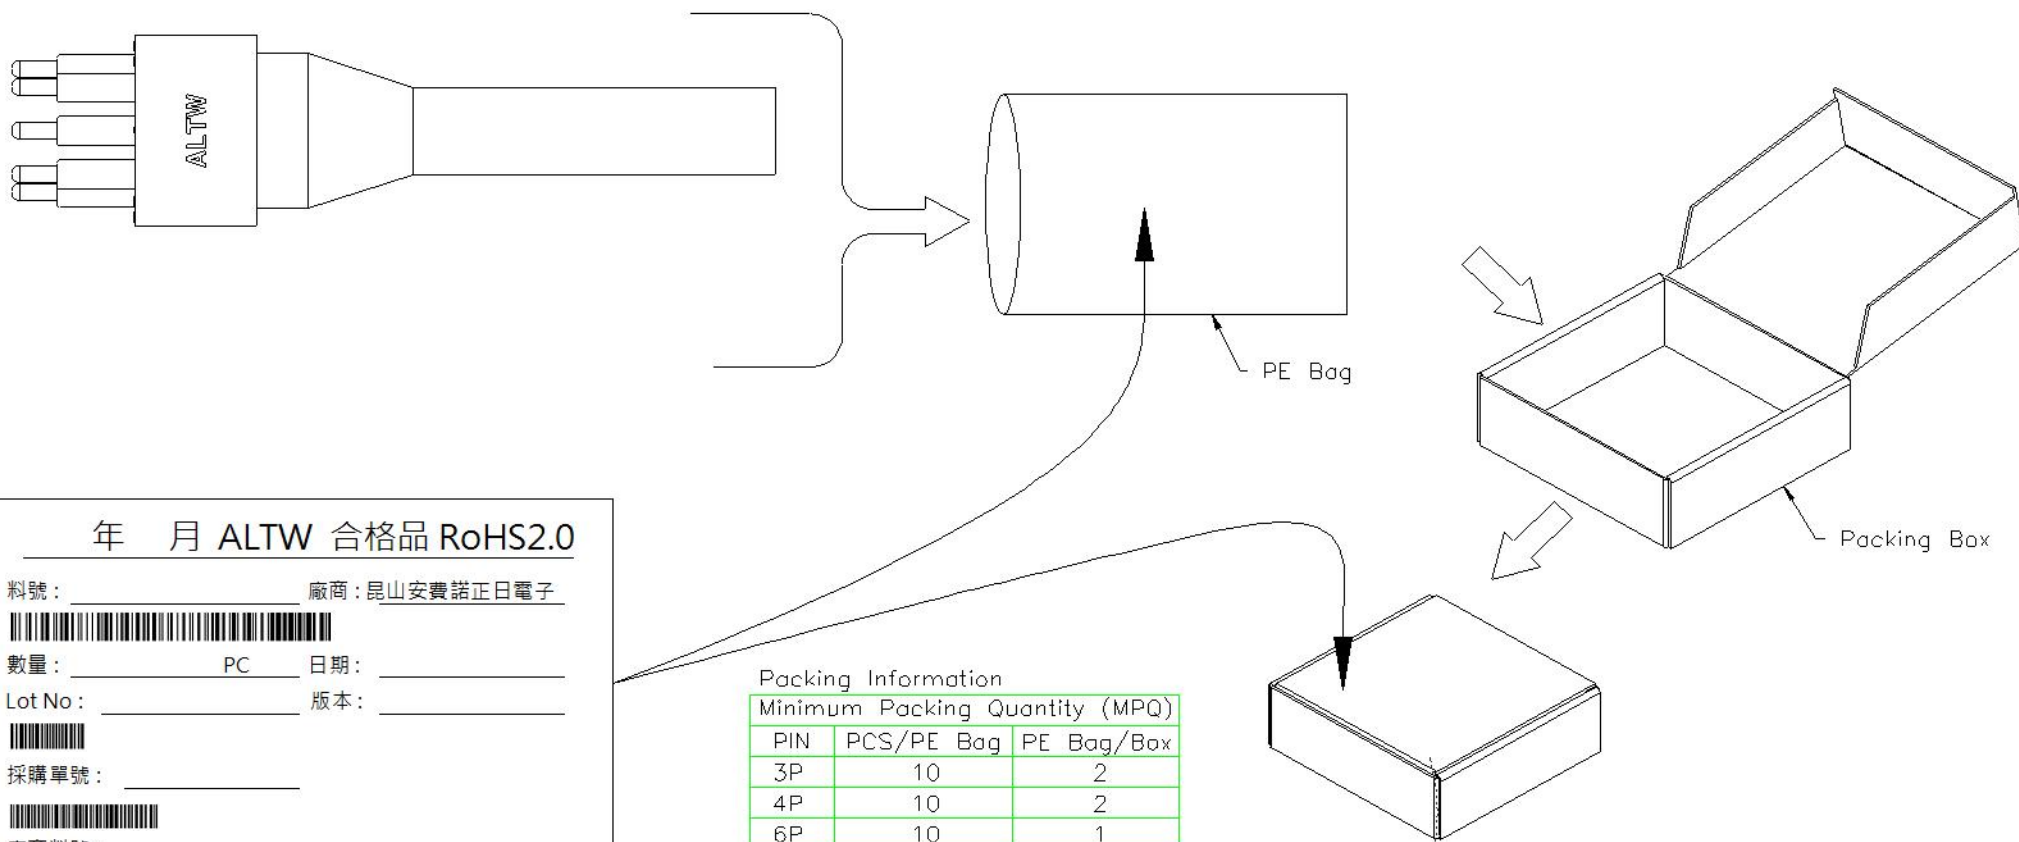 ALTW
PE Bag
Packing Box
年 月 ALTW 合格品 RoHS2.0
料號： 廠商：昆山安費諾正日電子
數量： PC 日期：
Lot No： 版本：
採購單號：
Packing Information
Minimum Packing Quantity (MPQ)
PIN PCS/PE Bag PE Bag/Box
3P 10 2
4P 10 2
6P 10 1